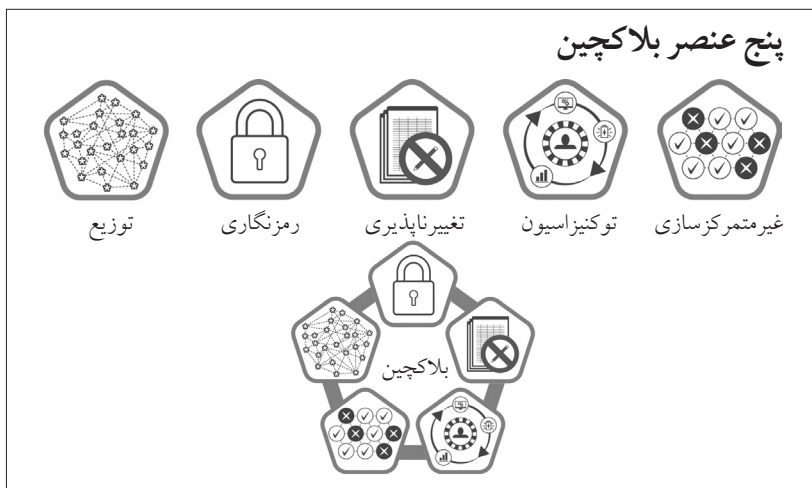 پنج عنصر بلاکچین
غیرمتمرکزسازی توکنیزاسیون تغییرناپذیری رمزنگاری توزیع
بلاکچین